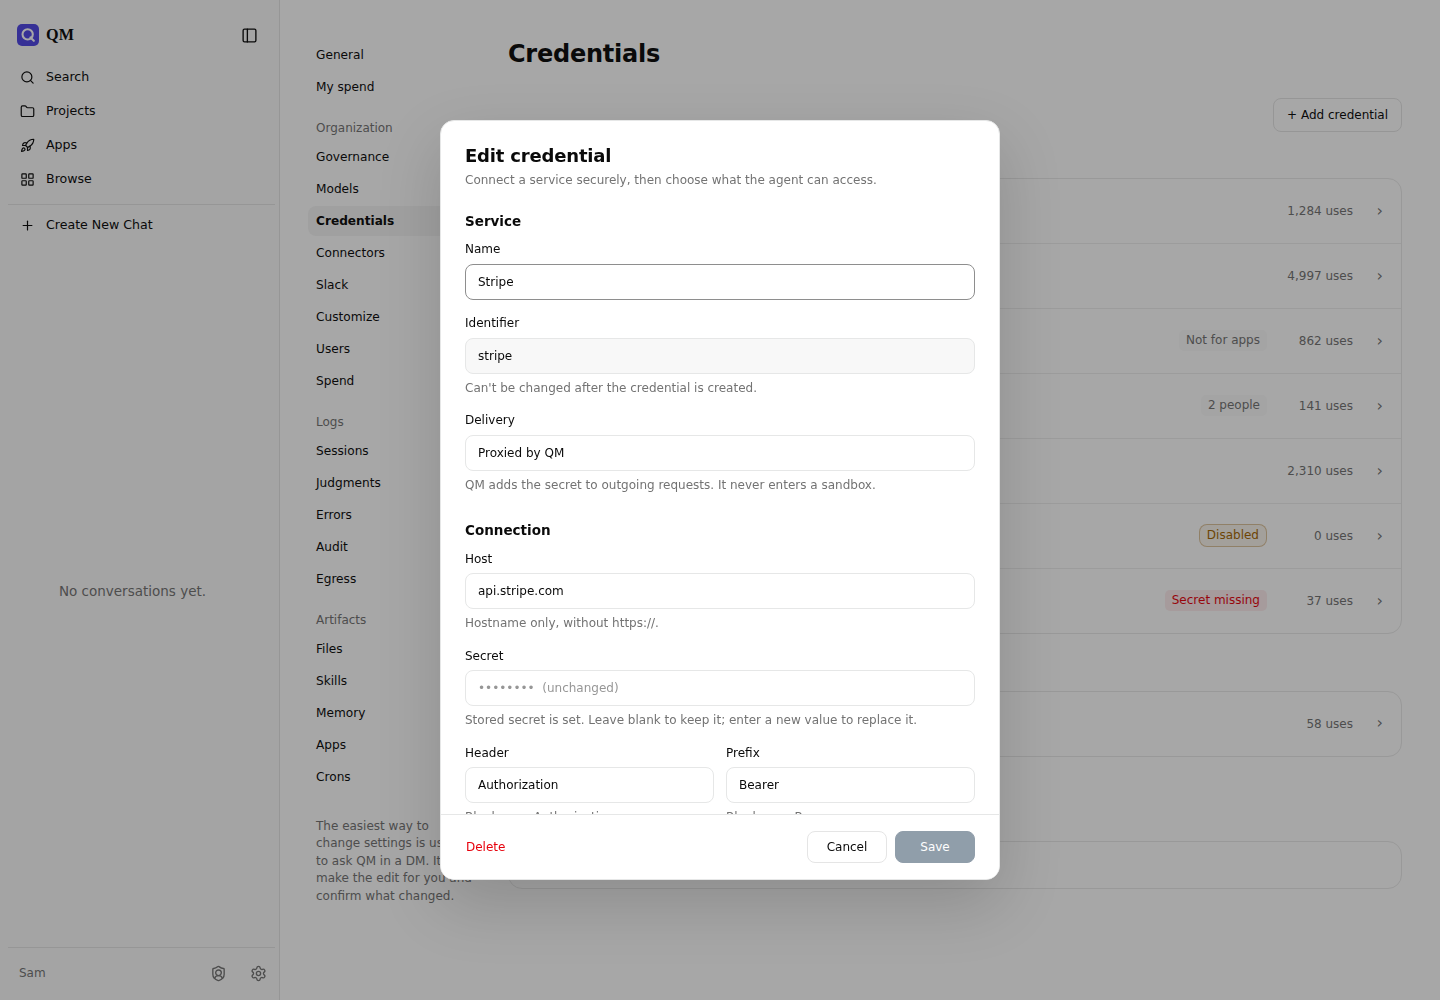 QM
Search
Projects
Apps
Browse
Create New Chat
No conversations yet.
Sam
General
My spend
Organization
Governance
Models
Credentials
Connectors
Slack
Customize
Users
Spend
Logs
Sessions
Judgments
Errors
Audit
Egress
Artifacts
Files
Skills
Memory
Apps
Crons
The easiest way to
change settings is us
to ask QM in a DM. It
make the edit for you and
confirm what changed.
Credentials
+ Add credential
1,284 uses
4,997 uses
Not for apps 862 uses
2 people 141 uses
2,310 uses
Disabled 0 uses
Secret missing 37 uses
58 uses
Edit credential
Connect a service securely, then choose what the agent can access.
Service
Name
Stripe
Identifier
stripe
Can't be changed after the credential is created.
Delivery
Proxied by QM
QM adds the secret to outgoing requests. It never enters a sandbox.
Connection
Host
api.stripe.com
Hostname only, without https://.
Secret
•••••••• (unchanged)
Stored secret is set. Leave blank to keep it; enter a new value to replace it.
Header Prefix
Authorization Bearer
Delete Cancel Save